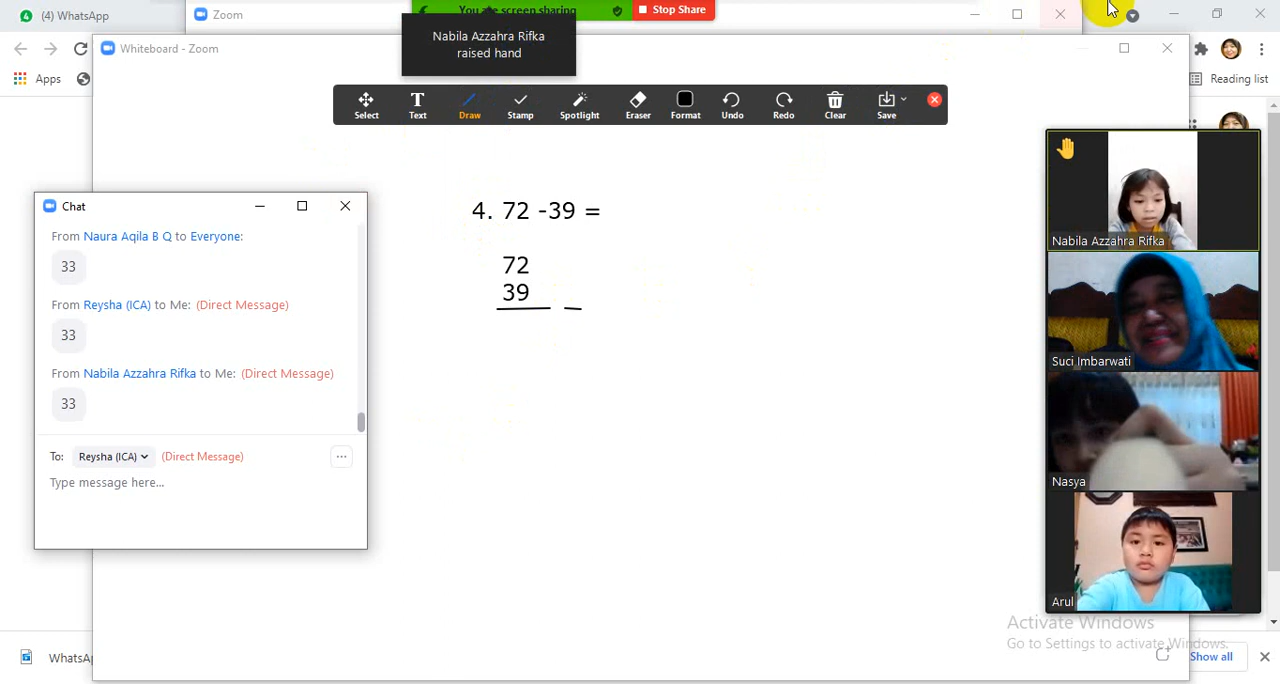 (4) WhatsApp
Zoom
You are screen sharing
Stop Share
Nabila Azzahra Rifka
raised hand
Whiteboard - Zoom
Apps
Reading list
Select
Text
Draw
Stamp
Spotlight
Eraser
Format
Undo
Redo
Clear
Save
4. 72 -39 =
72
39
Chat
From Naura Aqila B Q to Everyone:
33
From Reysha (ICA) to Me: (Direct Message)
33
From Nabila Azzahra Rifka to Me: (Direct Message)
33
To: Reysha (ICA) (Direct Message)
Type message here...
Nabila Azzahra Rifka
Suci Imbarwati
Nasya
Arul
Activate Windows
Go to Settings to activate Windows.
WhatsAp
Show all